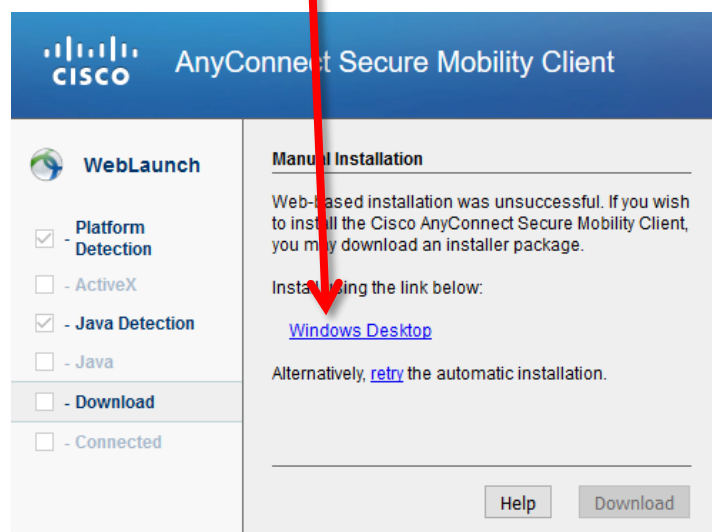 CISCO
AnyConnect Secure Mobility Client
WebLaunch
- Platform
Detection
- ActiveX
- Java Detection
- Java
- Download
- Connected
Manual Installation
Web-based installation was unsuccessful. If you wish
to install the Cisco AnyConnect Secure Mobility Client,
you may download an installer package.
Install using the link below:
Windows Desktop
Alternatively, retry the automatic installation.
Help
Download